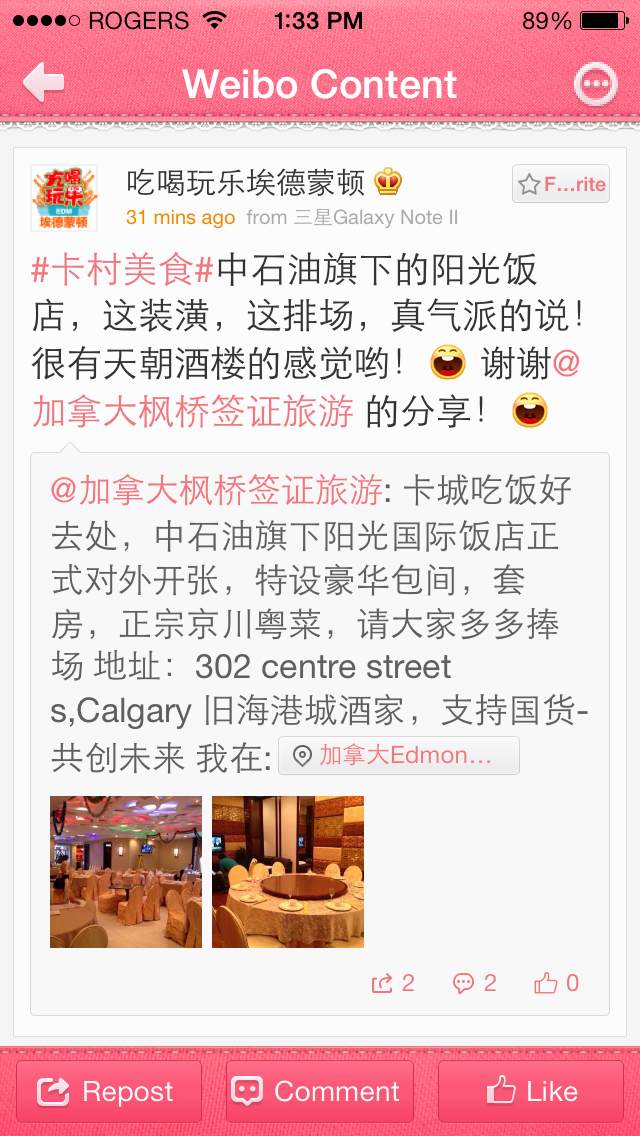 ROGERS 1:33 PM 89%
Weibo Content
吃喝玩乐埃德蒙顿
F...rite
吃喝
玩乐
EDM
埃德蒙顿
31 mins ago from 三星Galaxy Note II
#卡村美食#中石油旗下的阳光饭
店，这装潢，这排场，真气派的说！
很有天朝酒楼的感觉哟！ 谢谢@
加拿大枫桥签证旅游 的分享！
@加拿大枫桥签证旅游: 卡城吃饭好
去处，中石油旗下阳光国际饭店正
式对外开张，特设豪华包间，套
房，正宗京川粤菜，请大家多多捧
场 地址：302 centre street
s,Calgary 旧海港城酒家，支持国货-
共创未来 我在: 加拿大Edmon...
2 2 0
Repost Comment Like